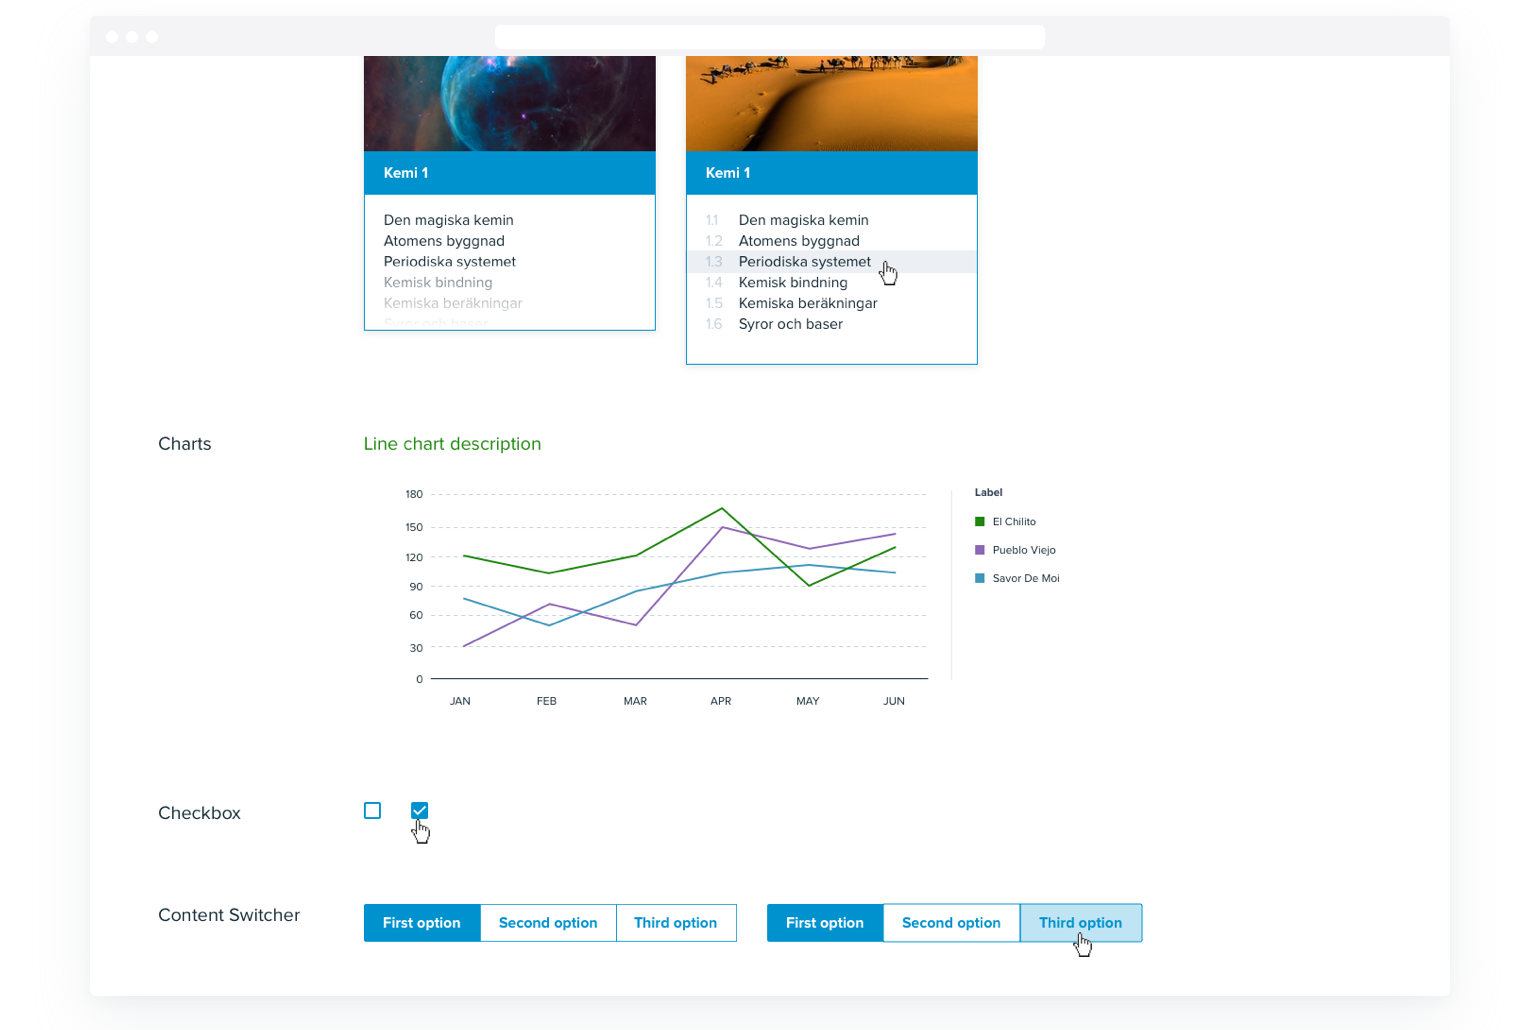 Kemi 1
Den magiska kemin
Atomens byggnad
Periodiska systemet
Kemisk bindning
Kemiska beräkningar
Syror och baser
Kemi 1
1.1 Den magiska kemin
1.2 Atomens byggnad
1.3 Periodiska systemet
1.4 Kemisk bindning
1.5 Kemiska beräkningar
1.6 Syror och baser
Charts
Line chart description
180
150
120
90
60
30
0
JAN FEB MAR APR MAY JUN
Label
El Chilito
Pueblo Viejo
Savor De Moi
Checkbox
Content Switcher
First option Second option Third option
First option Second option Third option